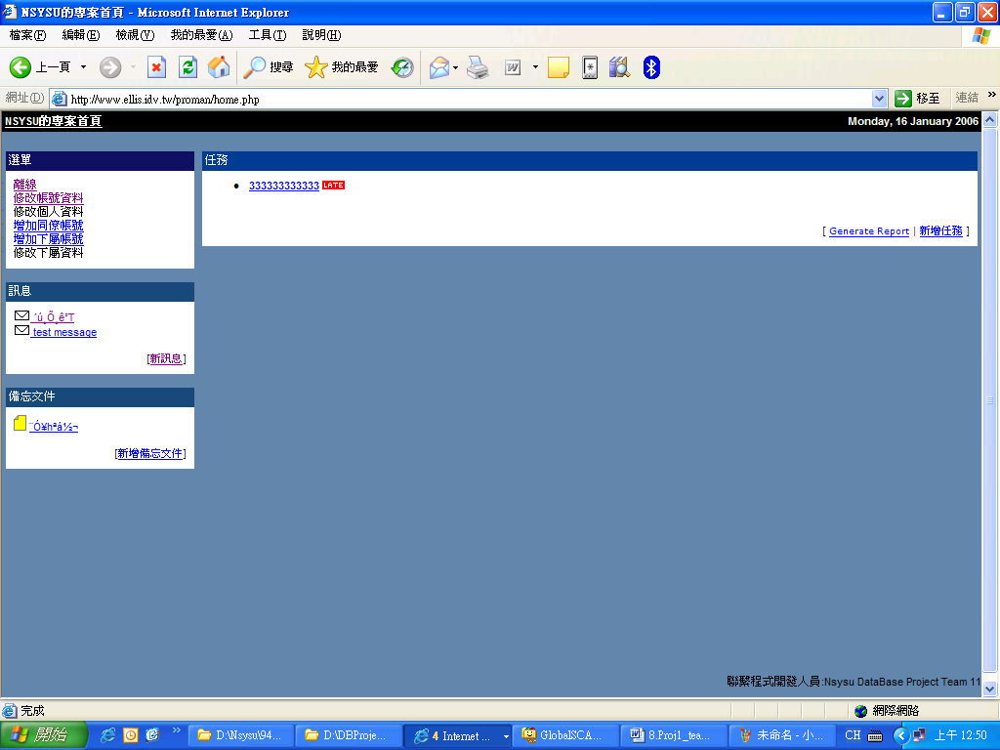 NSYSU的專案首頁 - Microsoft Internet Explorer
檔案(F) 編輯(E) 檢視(V) 我的最愛(A) 工具(T) 說明(H)
上一頁 搜尋 我的最愛
網址(D) http://www.ellis.idv.tw/proman/home.php 移至 連結 »
NSYSU的專案首頁 Monday, 16 January 2006
選單
離線
修改帳號資料
修改個人資料
增加同僚帳號
增加下屬帳號
修改下屬資料
任務
• 333333333333 LATE
[ Generate Report | 新增任務 ]
訊息
´ú¸Õ¸ê°T
test message
[新訊息]
備忘文件
¨Ó¥hªá½¬
[新增備忘文件]
聯繫程式開發人員:Nsysu DataBase Project Team 11
完成 網際網路
開始 » D:\Nsysu\94... D:\DBProje... 4 Internet ... GlobalSCA... 8.Proj1_tea... 未命名 - 小... CH 上午 12:50